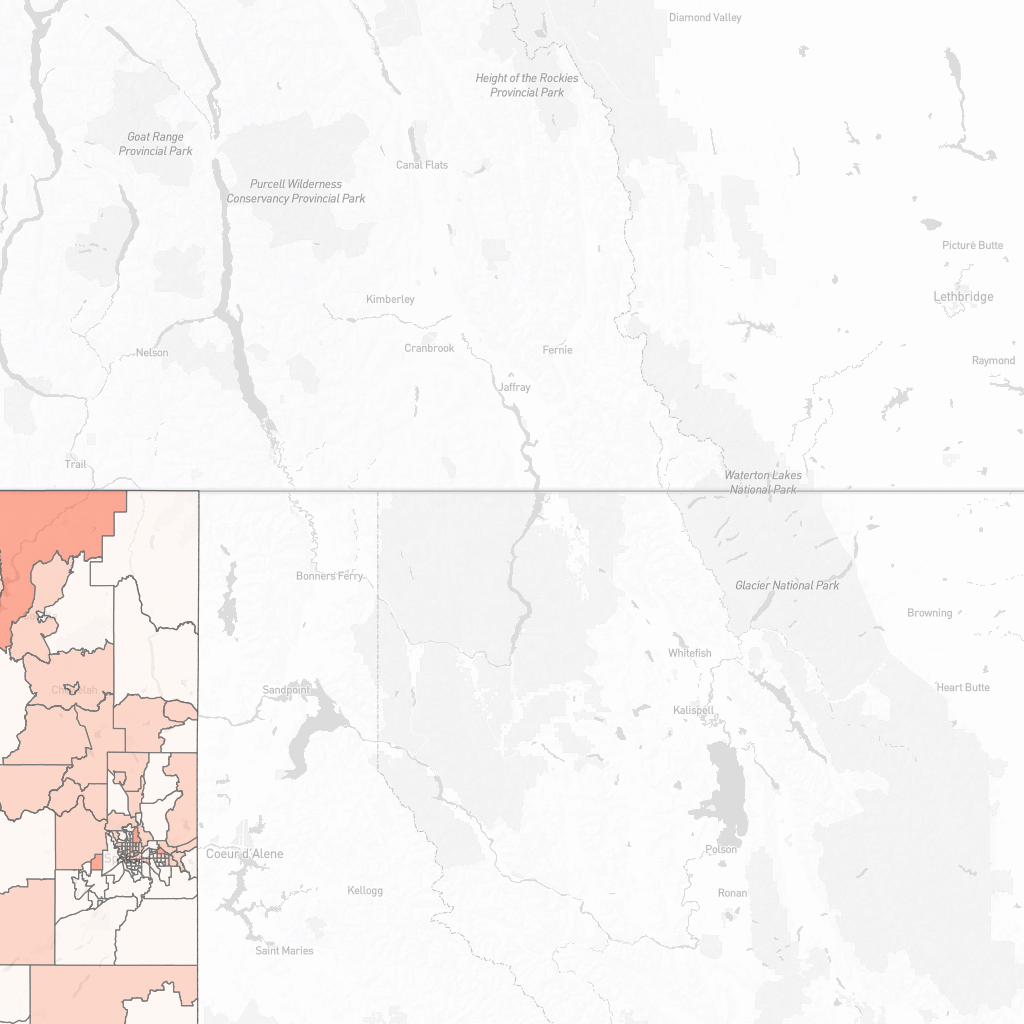 Diamond Valley
Height of the Rockies
Provincial Park
Goat Range
Provincial Park
Canal Flats
Purcell Wilderness
Conservancy Provincial Park
Picture Butte
Lethbridge
Kimberley
Cranbrook
Fernie
Nelson
Raymond
Jaffray
Trail
Waterton Lakes
National Park
Bonners Ferry
Glacier National Park
Browning
Whitefish
Heart Butte
Sandpoint
Kalispell
Coeur d'Alene
Polson
Kellogg
Ronan
Saint Maries